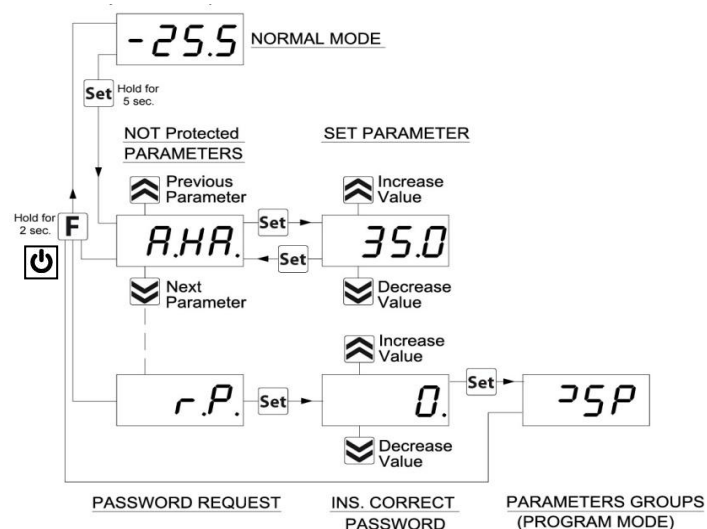 -25.5 NORMAL MODE
Set Hold for
5 sec.
NOT Protected
PARAMETERS
SET PARAMETER
Previous
Parameter
Increase
Value
Hold for
2 sec.
F
A.HA.
Set
35.0
Set
Next
Parameter
Decrease
Value
Increase
Value
r.P.
Set
0.
Set
SP
Decrease
Value
PASSWORD REQUEST
INS. CORRECT
PASSWORD
PARAMETERS GROUPS
(PROGRAM MODE)